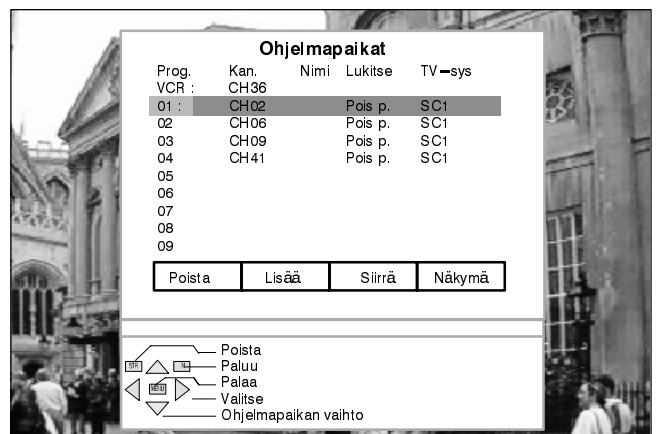 Ohjelmapaikat
Prog. Kan. Nimi Lukitse TV-sys
VCR : CH36
01 : CH02 Pois p. SC1
02 CH06 Pois p. SC1
03 CH09 Pois p. SC1
04 CH41 Pois p. SC1
05
06
07
08
09
Poista Lisää Siirrä Näkymä
Poista
STR N Paluu
Palaa
MENU Valitse
Ohjelmapaikan vaihto